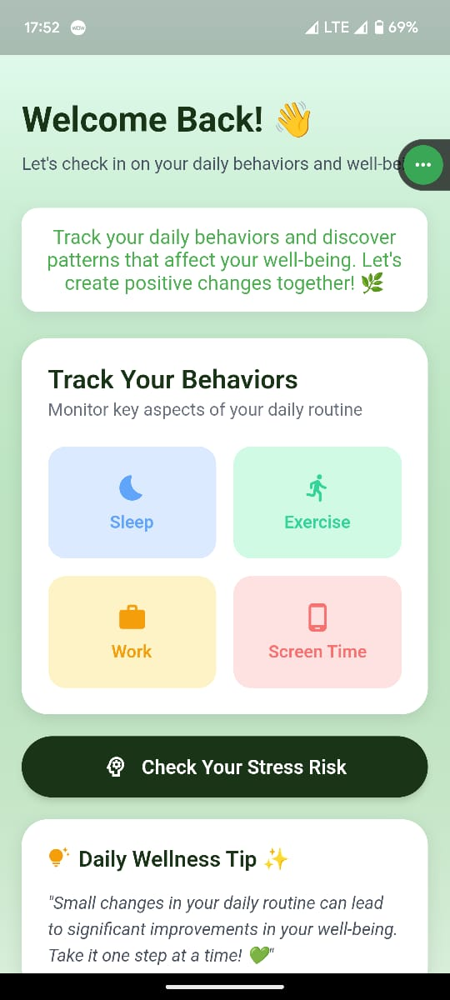 17:52 WOW LTE 69%
Welcome Back! 👋
Let's check in on your daily behaviors and
Track your daily behaviors and discover
patterns that affect your well-being. Let's
create positive changes together! 🌿
Track Your Behaviors
Monitor key aspects of your daily routine
Sleep
Exercise
Work
Screen Time
Check Your Stress Risk
Daily Wellness Tip ✨
"Small changes in your daily routine can lead
to significant improvements in your well-being.
Take it one step at a time! 💚"